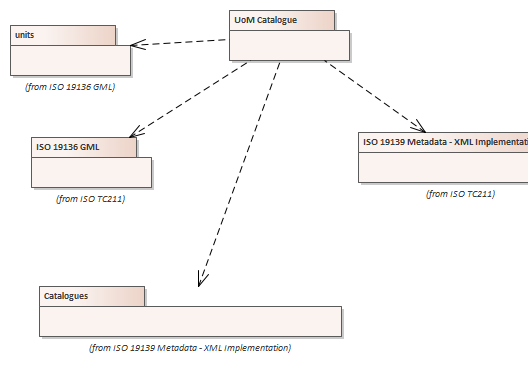 UoM Catalogue
units
(from ISO 19136 GML)
ISO 19136 GML
(from ISO TC211)
ISO 19139 Metadata - XML
(from ISO TC211)
Catalogues
(from ISO 19139 Metadata - XML Implementation)